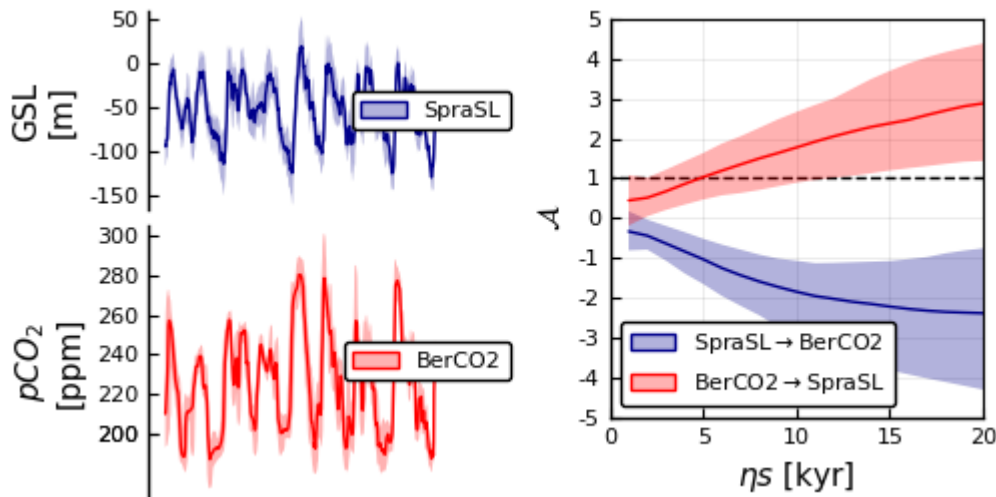 50
0
-50
-100
-150
GSL
[m]
SpraSL
300
280
260
240
220
200
pCO₂
[ppm]
BerCO2
5
4
3
2
1
0
-1
-2
-3
-4
-5
𝒜
SpraSL → BerCO2
BerCO2 → SpraSL
0 5 10 15 20
ηs [kyr]